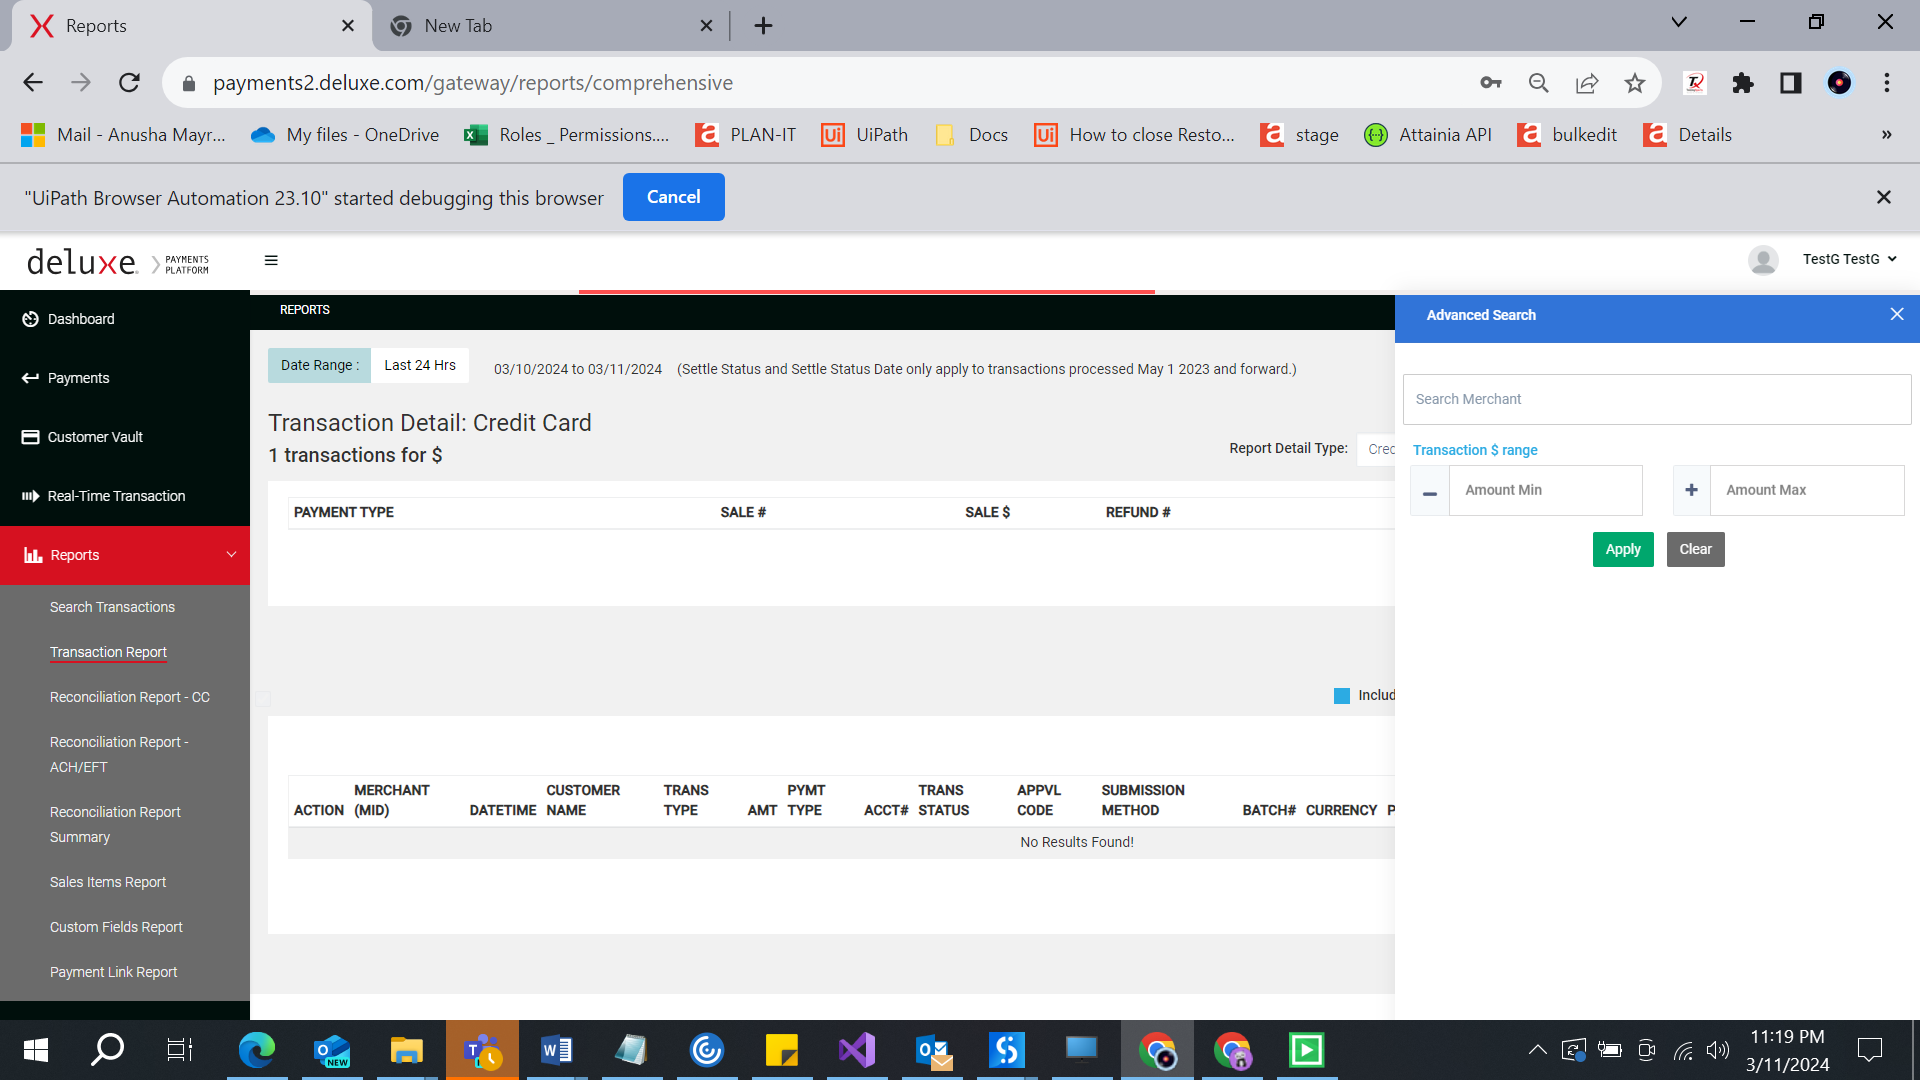 Reports
New Tab
payments2.deluxe.com/gateway/reports/comprehensive
Mail - Anusha Mayr...
My files - OneDrive
Roles _ Permissions....
PLAN-IT
UiPath
Docs
How to close Resto...
stage
Attainia API
bulkedit
Details
»
"UiPath Browser Automation 23.10" started debugging this browser
Cancel
deluxe.
PAYMENTS
PLATFORM
TestG TestG
Dashboard
Payments
Customer Vault
Real-Time Transaction
Reports
Search Transactions
Transaction Report
Reconciliation Report - CC
Reconciliation Report -
ACH/EFT
Reconciliation Report
Summary
Sales Items Report
Custom Fields Report
Payment Link Report
REPORTS
Date Range :
Last 24 Hrs
03/10/2024 to 03/11/2024
(Settle Status and Settle Status Date only apply to transactions processed May 1 2023 and forward.)
Transaction Detail: Credit Card
1 transactions for $
Report Detail Type:
Crec
PAYMENT TYPE
SALE #
SALE $
REFUND #
Includ
ACTION
MERCHANT
(MID)
DATETIME
CUSTOMER
NAME
TRANS
TYPE
AMT
PYMT
TYPE
ACCT#
TRANS
STATUS
APPVL
CODE
SUBMISSION
METHOD
BATCH#
CURRENCY
P
No Results Found!
Advanced Search
Search Merchant
Transaction $ range
Amount Min
Amount Max
Apply
Clear
NEW
11:19 PM
3/11/2024